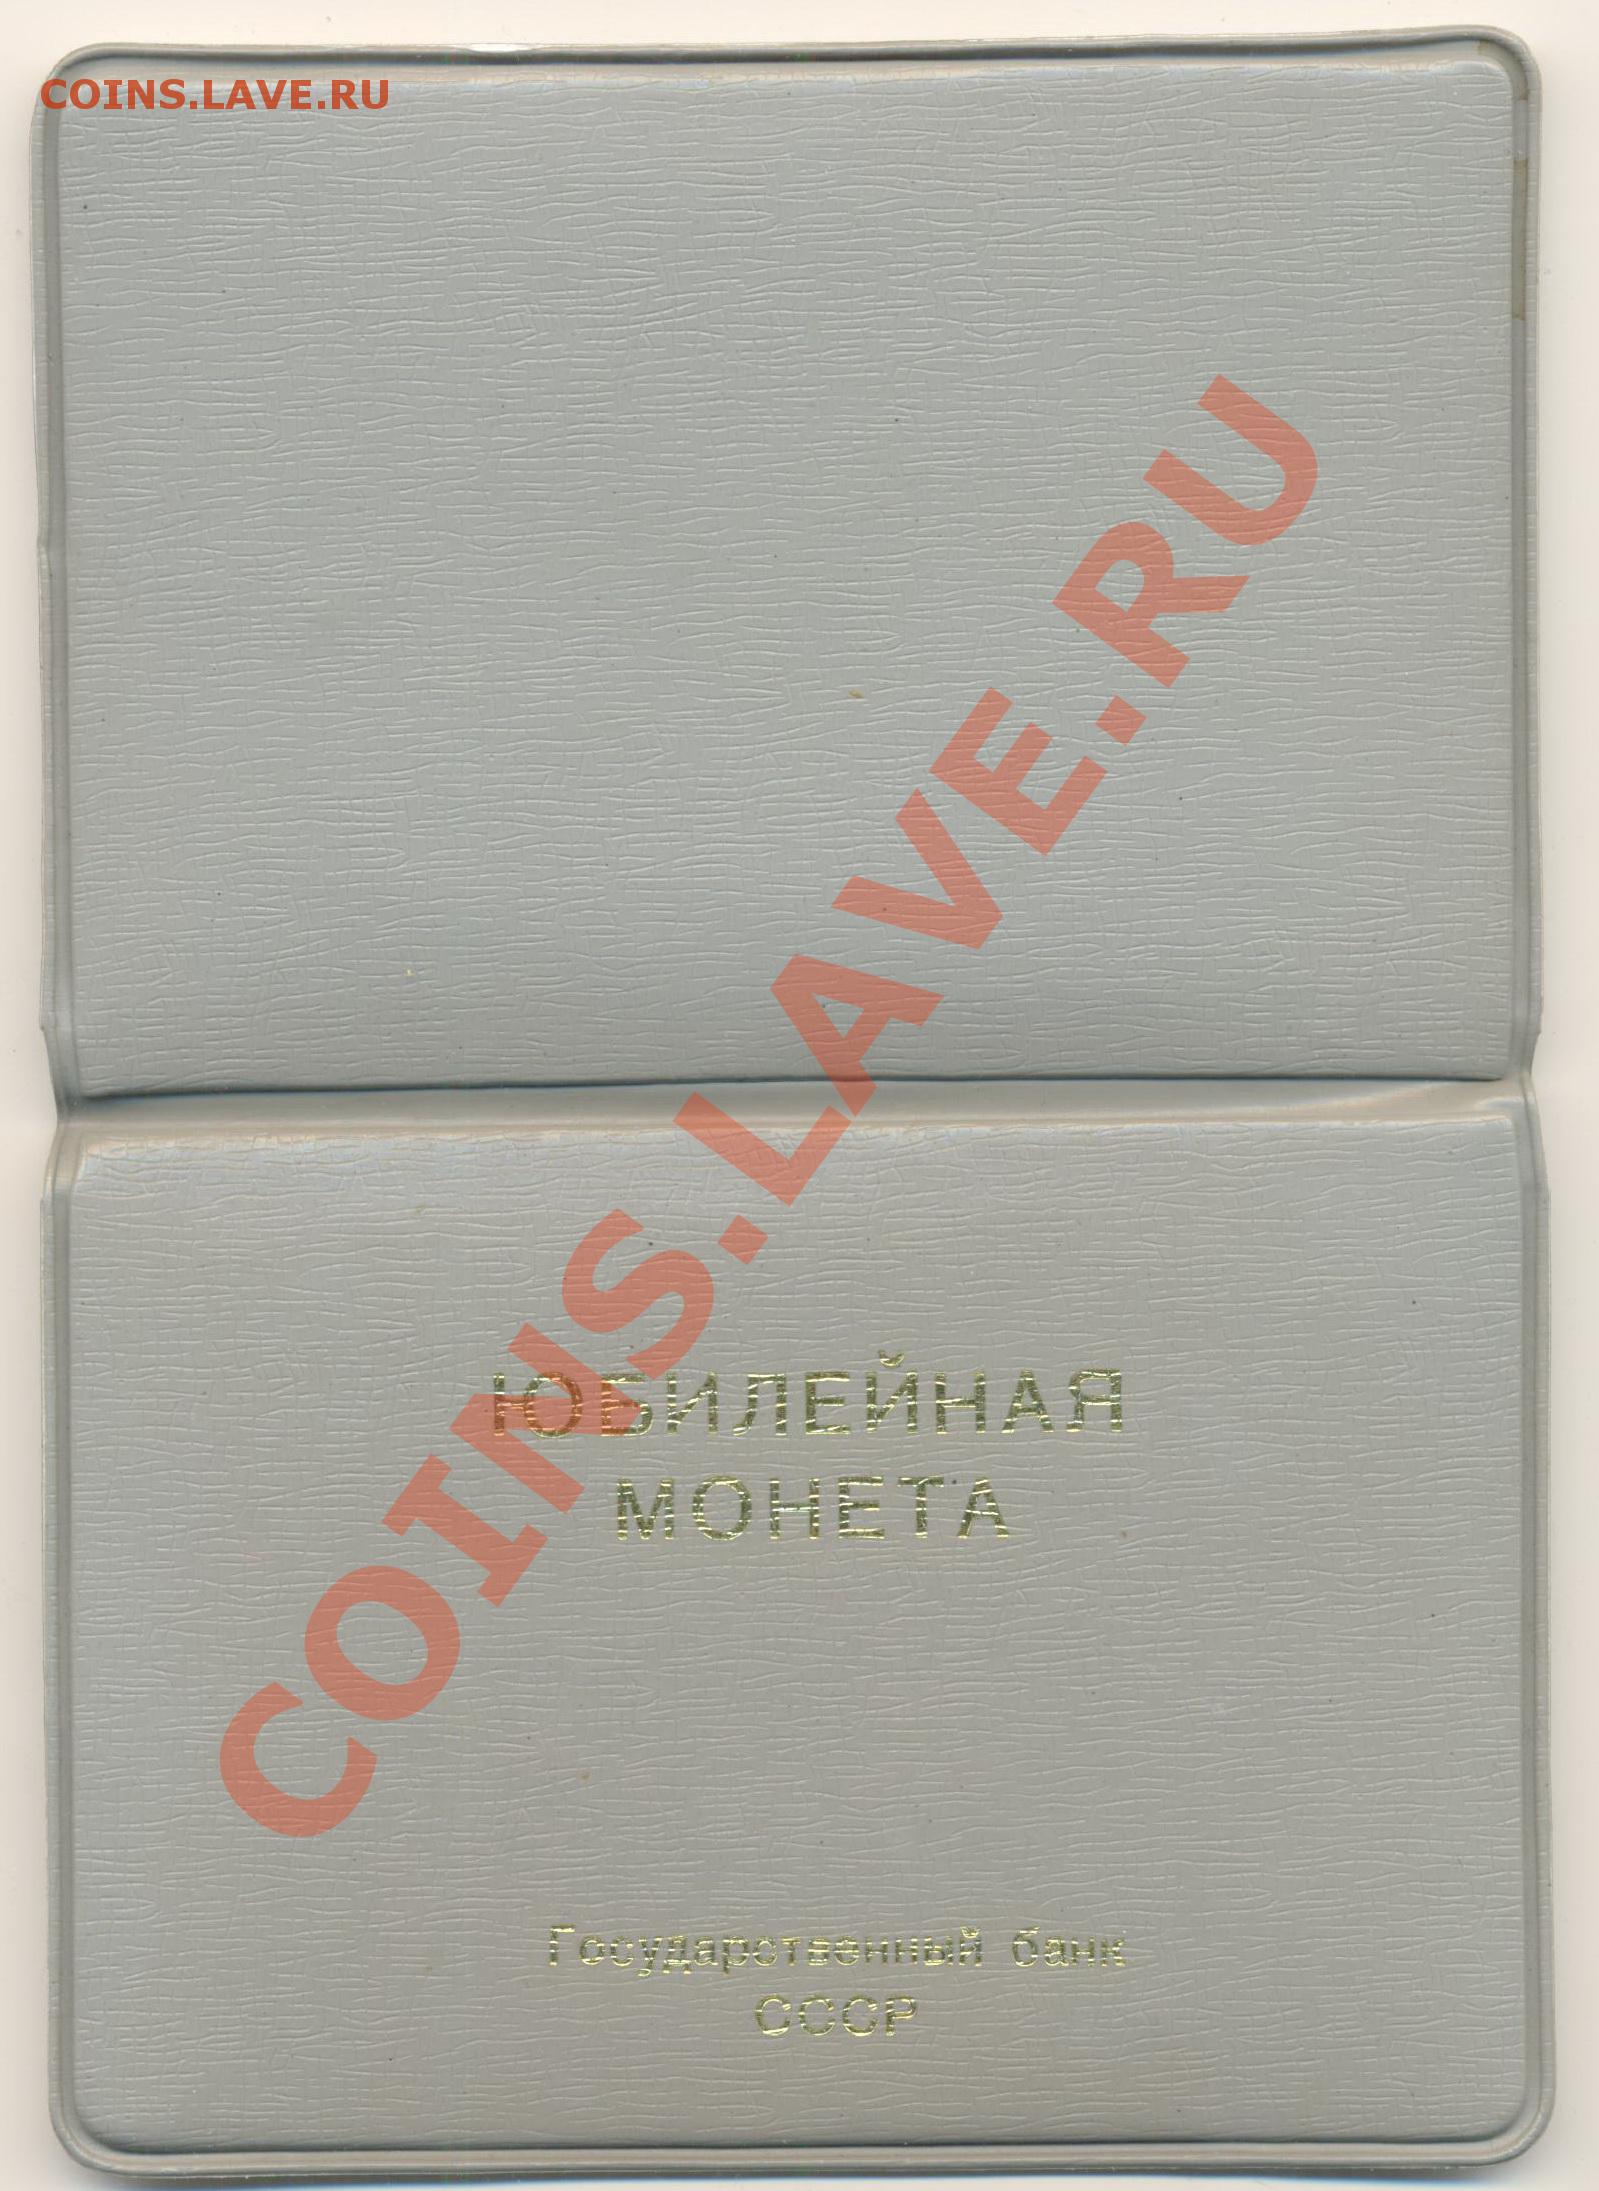 COINS.LAVE.RU
COINS.LAVE.RU
ЮБИЛЕЙНАЯ
МОНЕТА
Государственный банк
СССР